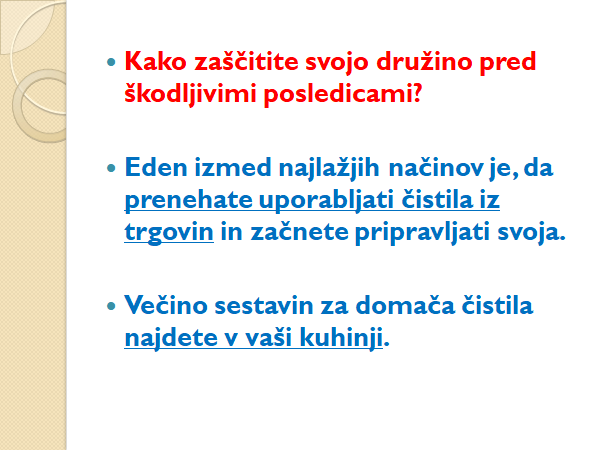 • Kako zaščitite svojo družino pred
škodljivimi posledicami?
• Eden izmed najlažjih načinov je, da
prenehate uporabljati čistila iz
trgovin in začnete pripravljati svoja.
• Večino sestavin za domača čistila
najdete v vaši kuhinji.